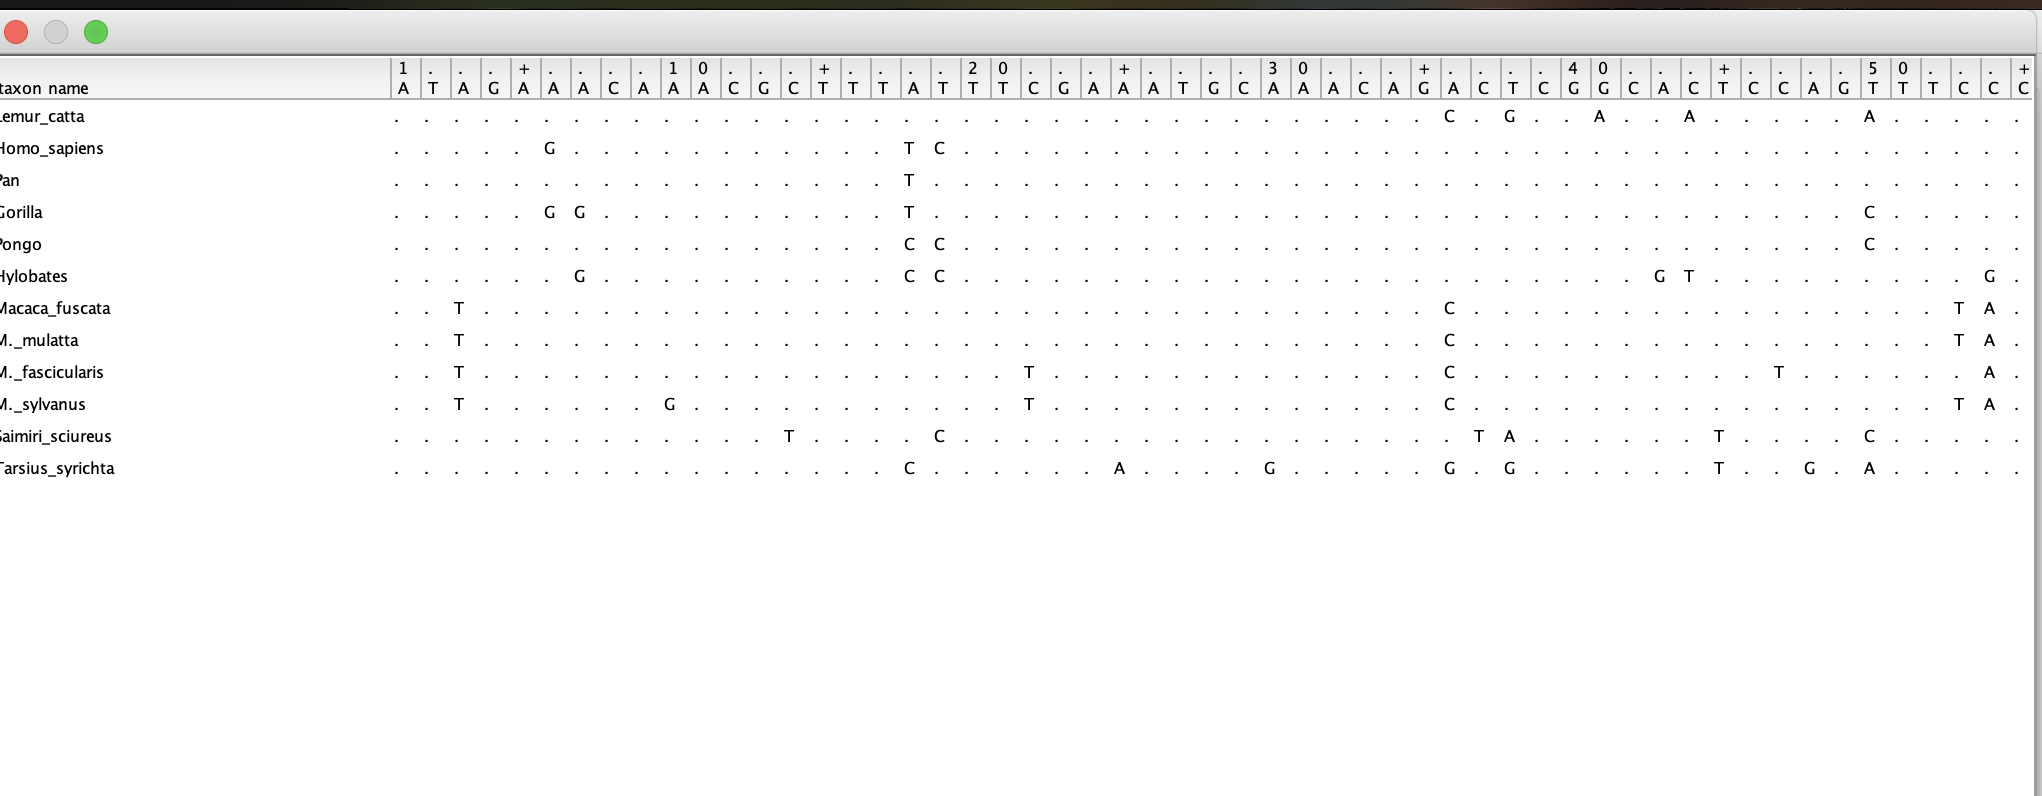 1 . . . + . . . . 1 0 . . . + . . . . 2 0 . . . + . . . . 3 0 . . . + . . . . 4 0 . . . + . . . . 5 0 . . . +
taxon name A T A G A A A C A A A C G C T T T A T T T C G A A A T G C A A A C A G A C T C G G C A C T C C A G T T T C C C
Lemur_catta . . . . . . . . . . . . . . . . . . . . . . . . . . . . . . . . . . . C . G . . A . . A . . . . . A . . . . .
Homo_sapiens . . . . . G . . . . . . . . . . . T C . . . . . . . . . . . . . . . . . . . . . . . . . . . . . . . . . . . .
Pan . . . . . . . . . . . . . . . . . T . . . . . . . . . . . . . . . . . . . . . . . . . . . . . . . . . . . . .
Gorilla . . . . . G G . . . . . . . . . . T . . . . . . . . . . . . . . . . . . . . . . . . . . . . . . . C . . . . .
Pongo . . . . . . . . . . . . . . . . . C C . . . . . . . . . . . . . . . . . . . . . . . . . . . . . . C . . . . .
Hylobates . . . . . . G . . . . . . . . . . C C . . . . . . . . . . . . . . . . . . . . . . . G T . . . . . . . . . G .
Macaca_fuscata . . T . . . . . . . . . . . . . . . . . . . . . . . . . . . . . . . . C . . . . . . . . . . . . . . . . T A .
M._mulatta . . T . . . . . . . . . . . . . . . . . . . . . . . . . . . . . . . . C . . . . . . . . . . . . . . . . T A .
M._fascicularis . . T . . . . . . . . . . . . . . . . . . T . . . . . . . . . . . . . C . . . . . . . . . . T . . . . . . A .
M._sylvanus . . T . . . . . . G . . . . . . . . . . . T . . . . . . . . . . . . . C . . . . . . . . . . . . . . . . T A .
Saimiri_sciureus . . . . . . . . . . . . . T . . . . C . . . . . . . . . . . . . . . . . T A . . . . . . T . . . . C . . . . .
Tarsius_syrichta . . . . . . . . . . . . . . . . . C . . . . . . A . . . . G . . . . . G . G . . . . . . T . . G . A . . . . .